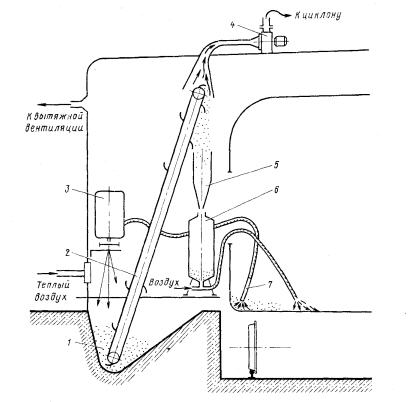 4
К циклону
К вытяжной
вентиляции
5
3
6
2
Теплый
воздух
Воздух
7
1